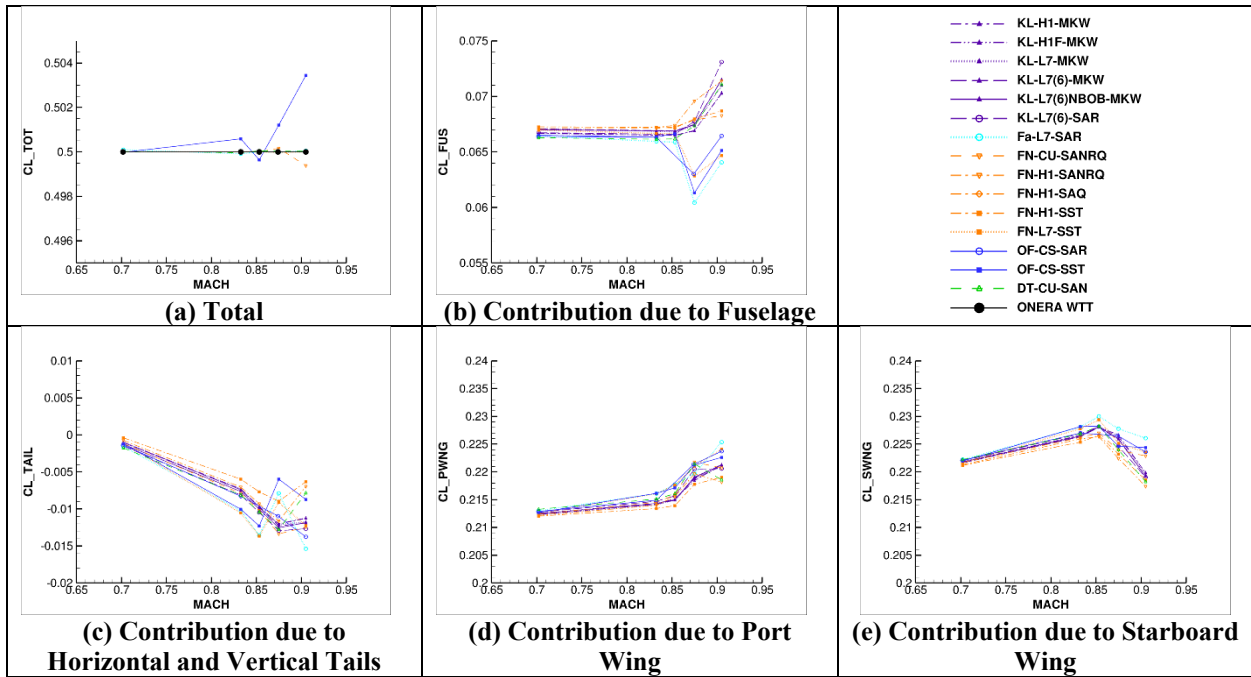 0.504
0.502
0.5
0.498
0.496
CL_TOT
0.65
0.7
0.75
0.8
0.85
0.9
0.95
MACH
(a) Total
0.075
0.07
0.065
0.06
0.055
CL_FUS
0.65
0.7
0.75
0.8
0.85
0.9
0.95
MACH
(b) Contribution due to Fuselage
KL-H1-MKW
KL-H1F-MKW
KL-L7-MKW
KL-L7(6)-MKW
KL-L7(6)NBOB-MKW
KL-L7(6)-SAR
Fa-L7-SAR
FN-CU-SANRQ
FN-H1-SANRQ
FN-H1-SAQ
FN-H1-SST
FN-L7-SST
OF-CS-SAR
OF-CS-SST
DT-CU-SAN
ONERA WTT
0.01
0.005
0
-0.005
-0.01
-0.015
-0.02
CL_TAIL
0.65
0.7
0.75
0.8
0.85
0.9
0.95
MACH
(c) Contribution due to
Horizontal and Vertical Tails
0.24
0.235
0.23
0.225
0.22
0.215
0.21
0.205
0.2
CL_PWNG
0.65
0.7
0.75
0.8
0.85
0.9
0.95
MACH
(d) Contribution due to Port
Wing
0.24
0.235
0.23
0.225
0.22
0.215
0.21
0.205
0.2
CL_SWNG
0.65
0.7
0.75
0.8
0.85
0.9
0.95
MACH
(e) Contribution due to Starboard
Wing